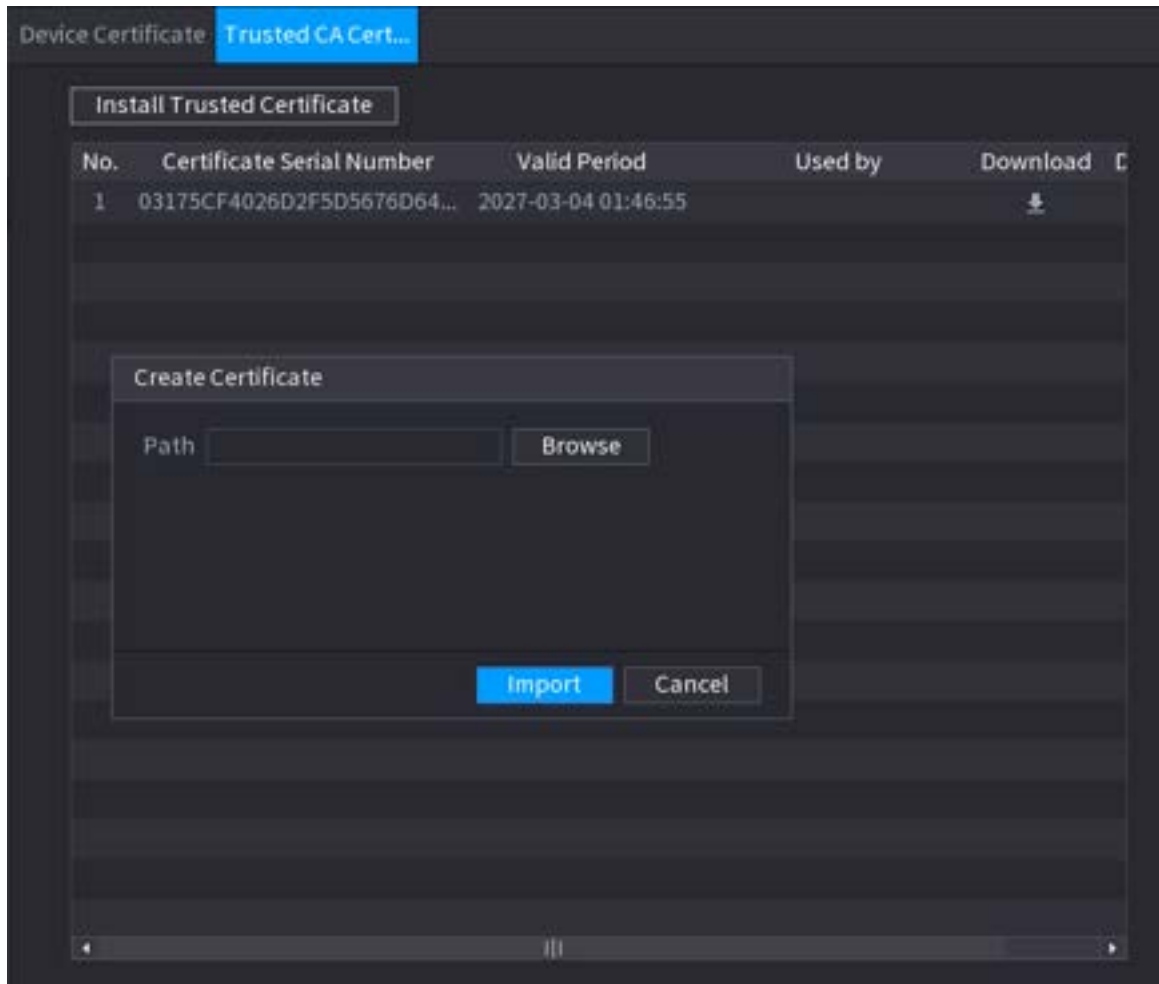 Device Certificate Trusted CA Cert...
Install Trusted Certificate
No. Certificate Serial Number Valid Period Used by Download D
1 03175CF4026D2F5D5676D64... 2027-03-04 01:46:55
Create Certificate
Path Browse
Import Cancel